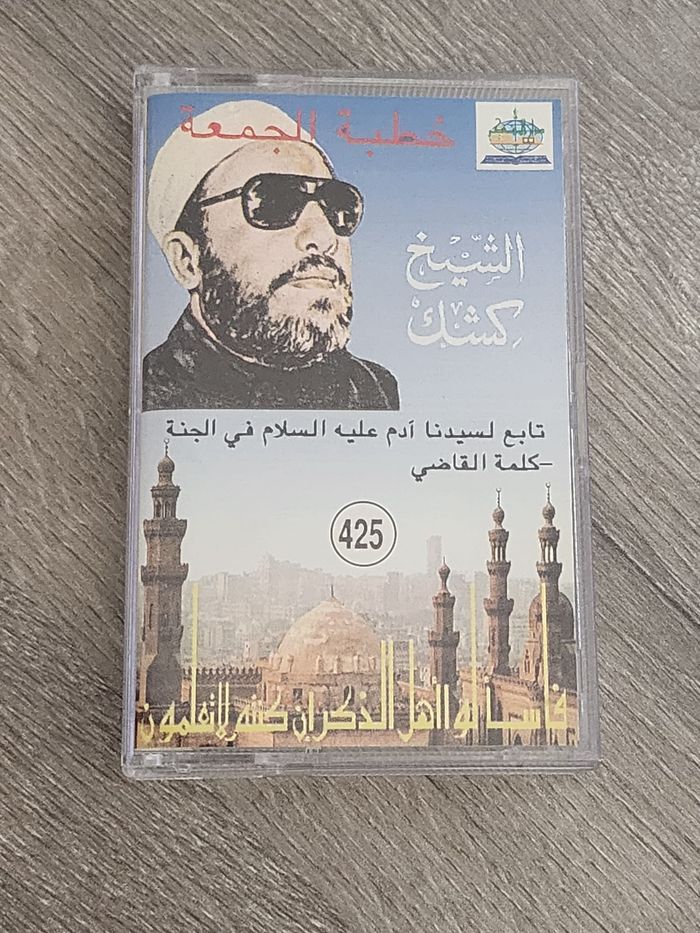 خطبة الجمعة
الشيخ
كشك
تابع لسيدنا آدم عليه السلام في الجنة
-كلمة القاضي
425
فاسألوا أهل الذكر إن كنتم لا تعلمون